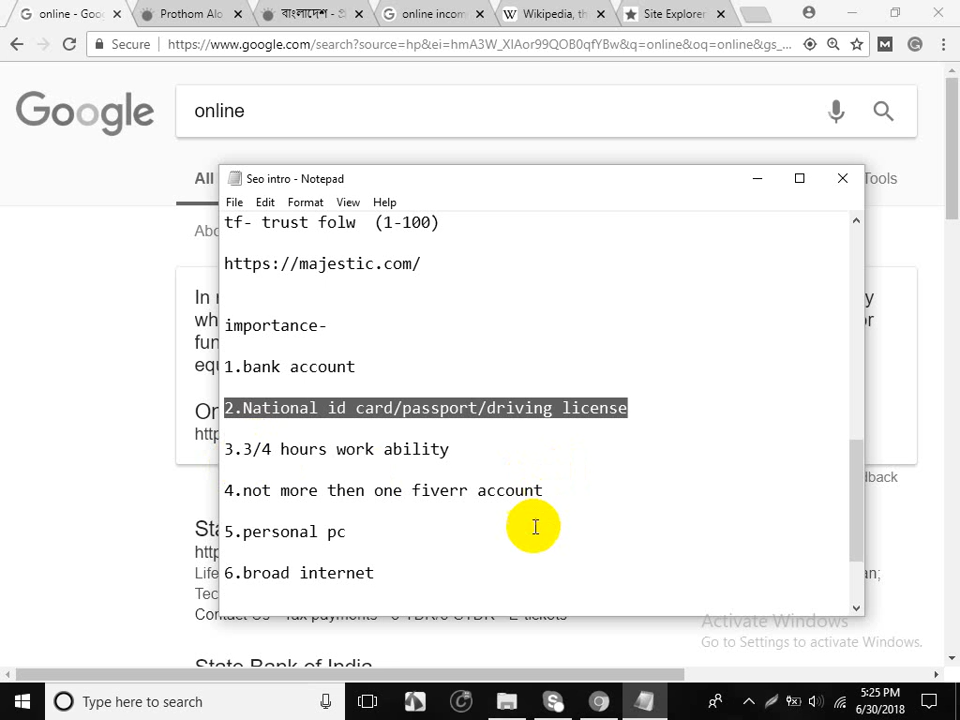 online - Goo
Prothom Alo
বাংলাদেশ - প্র
online incom
Wikipedia, th
Site Explorer
Secure
https://www.google.com/search?source=hp&ei=hmA3W_XIAor99QOB0qfYBw&q=online&oq=online&gs_...
Google
online
All
Tools
Seo intro - Notepad
File Edit Format View Help
tf- trust folw (1-100)
https://majestic.com/
importance-
1.bank account
2.National id card/passport/driving license
3.3/4 hours work ability
4.not more then one fiverr account
5.personal pc
6.broad internet
Activate Windows
Go to Settings to activate Windows.
State Bank of India
Type here to search
5:25 PM
6/30/2018